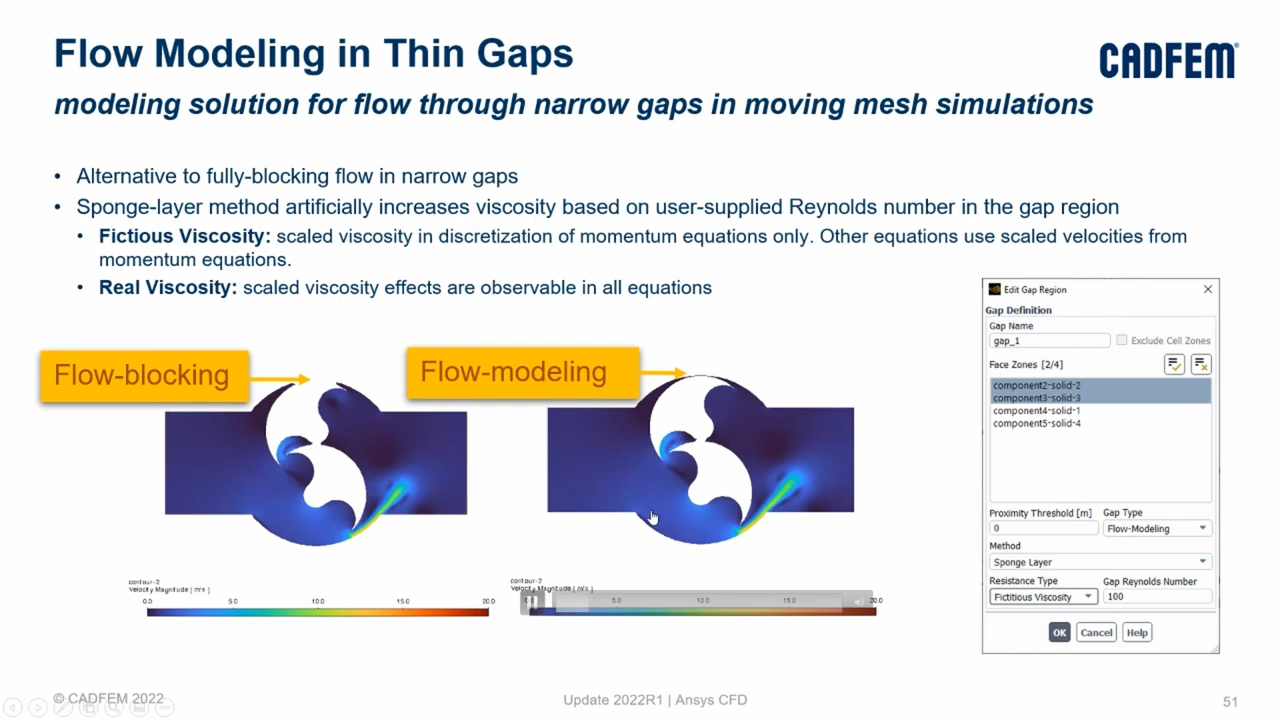 Flow Modeling in Thin Gaps
CADFEM
modeling solution for flow through narrow gaps in moving mesh simulations
• Alternative to fully-blocking flow in narrow gaps
• Sponge-layer method artificially increases viscosity based on user-supplied Reynolds number in the gap region
• Fictious Viscosity: scaled viscosity in discretization of momentum equations only. Other equations use scaled velocities from
momentum equations.
• Real Viscosity: scaled viscosity effects are observable in all equations
Flow-blocking
Flow-modeling
contour-2
Velocity Magnitude [ m/s ]
0.0 5.0 10.0 15.0 20.0
contour-2
Velocity Magnitude [ m/s ]
5.0 10.0 15.0 20.0
Edit Gap Region
Gap Definition
Gap Name
gap_1
Exclude Cell Zones
Face Zones [2/4]
component2-solid-2
component3-solid-3
component4-solid-1
component5-solid-4
Proximity Threshold [m] Gap Type
0 Flow-Modeling
Method
Sponge Layer
Resistance Type Gap Reynolds Number
Fictitious Viscosity 100
OK Cancel Help
© CADFEM 2022
Update 2022R1 | Ansys CFD
51